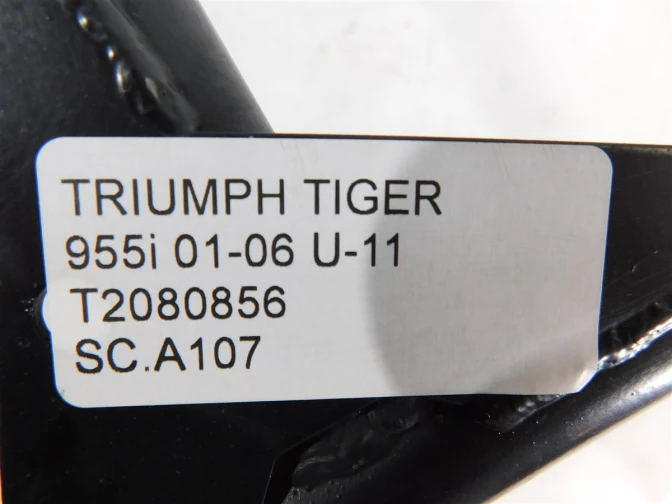 TRIUMPH TIGER
955i 01-06 U-11
T2080856
SC.A107